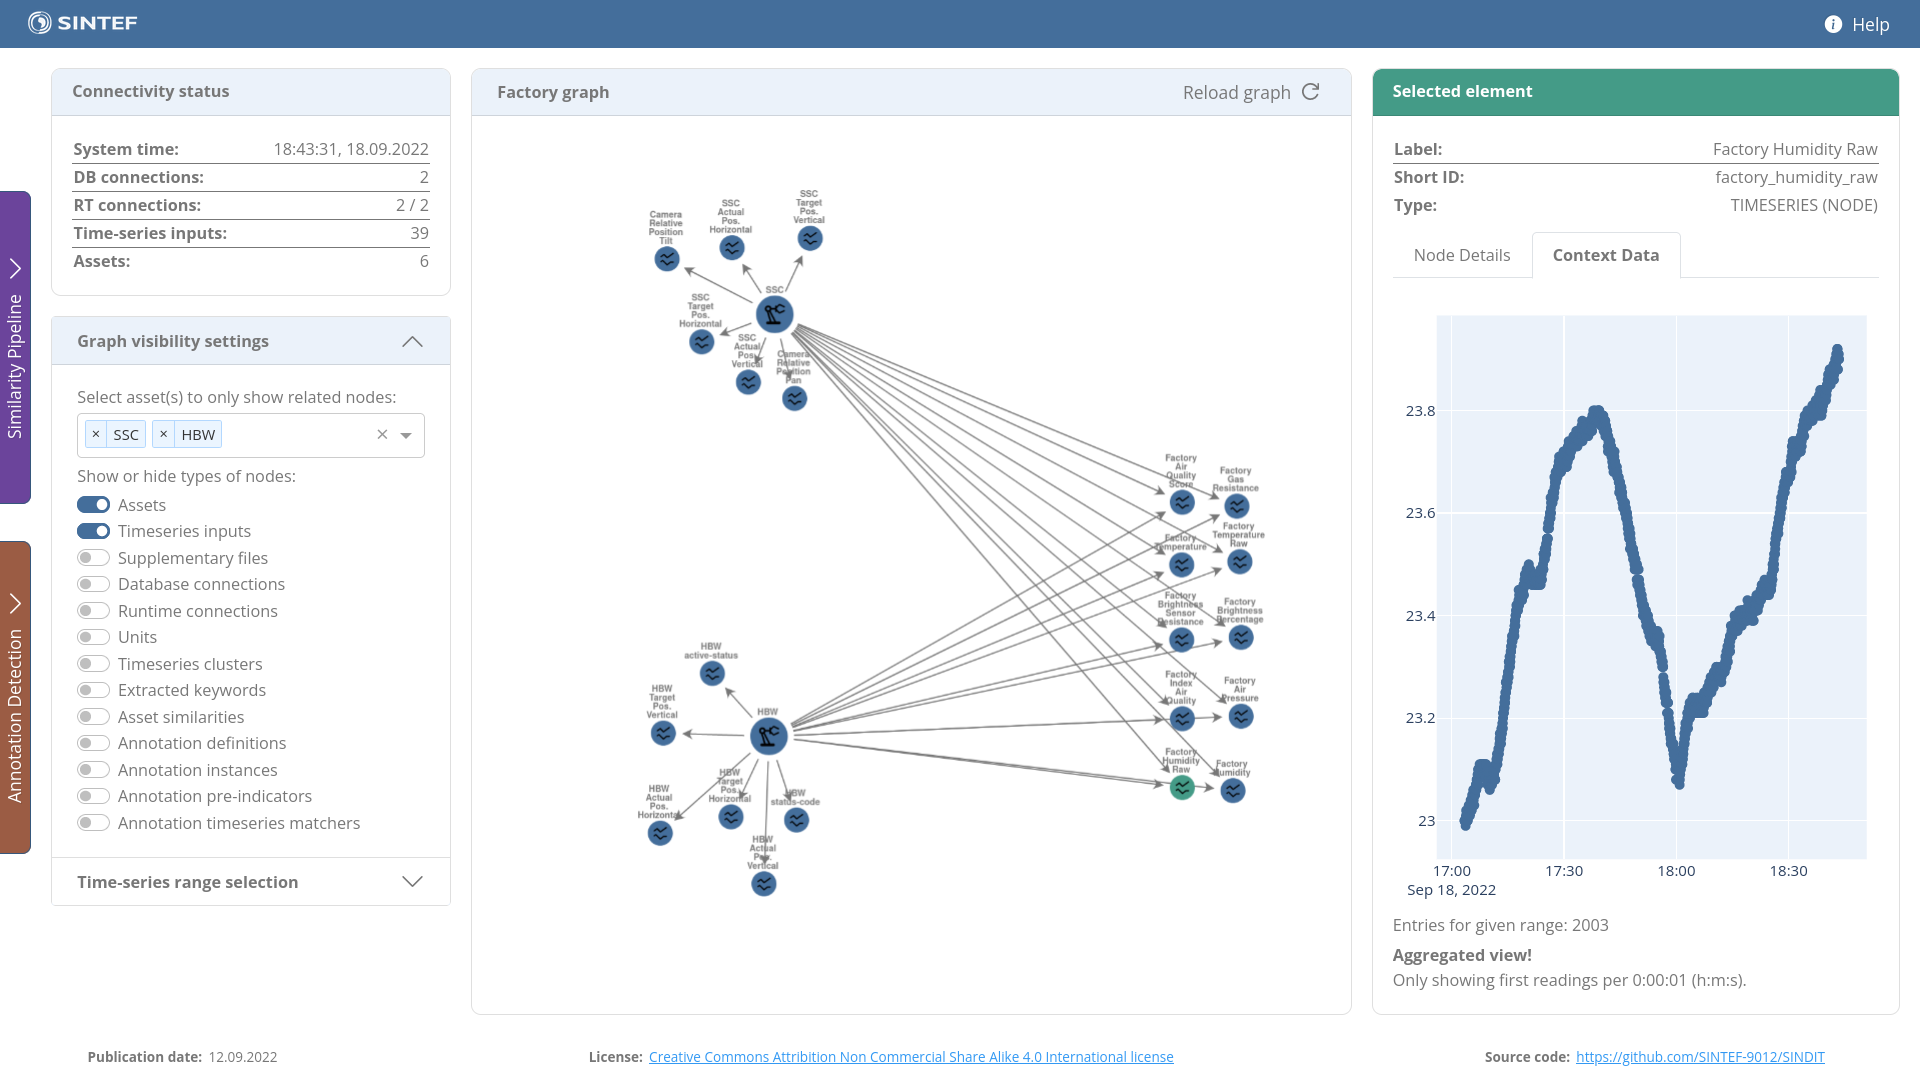 SINTEF
Help
Similarity Pipeline
Annotation Detection
Connectivity status
System time: 18:43:31, 18.09.2022
DB connections: 2
RT connections: 2 / 2
Time-series inputs: 39
Assets: 6
Graph visibility settings
Select asset(s) to only show related nodes:
× SSC × HBW ×
Show or hide types of nodes:
Assets
Timeseries inputs
Supplementary files
Database connections
Runtime connections
Units
Timeseries clusters
Extracted keywords
Asset similarities
Annotation definitions
Annotation instances
Annotation pre-indicators
Annotation timeseries matchers
Time-series range selection
Factory graph
Reload graph
Camera
Relative
Position
Tilt
SSC
Actual
Pos.
Horizontal
SSC
Target
Pos.
Vertical
SSC
SSC
Target
Pos.
Horizontal
SSC
Actual
Pos.
Vertical
Camera
Relative
Position
Pan
Factory
Air
Quality
Score
Factory
Gas
Resistance
Factory
Temperature
Factory
Temperature
Raw
Factory
Brightness
Sensor
Resistance
Factory
Brightness
Percentage
Factory
Index
Air
Quality
Factory
Air
Pressure
Factory
Humidity
Raw
Factory
Humidity
HBW
active-status
HBW
Target
Pos.
Vertical
HBW
HBW
Actual
Pos.
Horizontal
HBW
Target
Pos.
Horizontal
HBW
status-code
HBW
Actual
Pos.
Vertical
Selected element
Label: Factory Humidity Raw
Short ID: factory_humidity_raw
Type: TIMESERIES (NODE)
Node Details
Context Data
23.8
23.6
23.4
23.2
23
17:00 17:30 18:00 18:30
Sep 18, 2022
Entries for given range: 2003
Aggregated view!
Only showing first readings per 0:00:01 (h:m:s).
Publication date: 12.09.2022
License: Creative Commons Attribition Non Commercial Share Alike 4.0 International license
Source code: https://github.com/SINTEF-9012/SINDIT